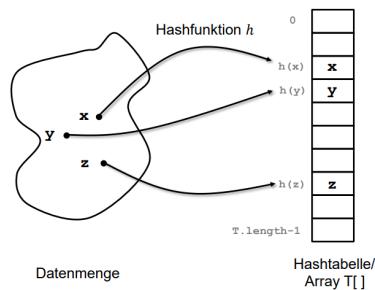 Hashfunktion h
0
h(x) x
h(y) y
x
y
z
h(z) z
T.length-1
Datenmenge
Hashtabelle/
Array T[ ]